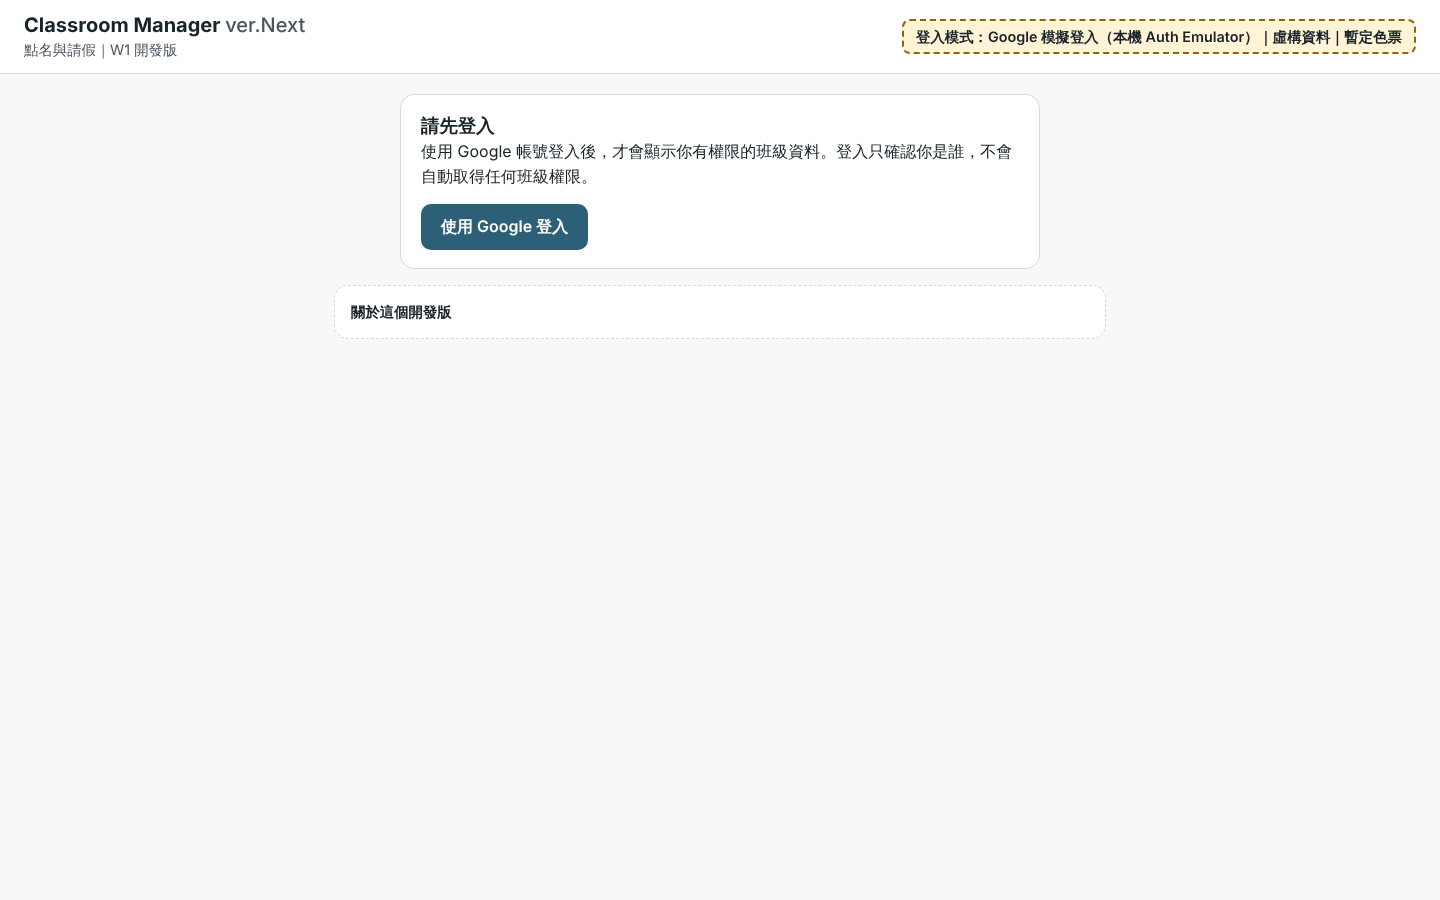 Classroom Manager ver.Next
點名與請假｜W1 開發版
登入模式：Google 模擬登入（本機 Auth Emulator）｜虛構資料｜暫定色票
請先登入
使用 Google 帳號登入後，才會顯示你有權限的班級資料。登入只確認你是誰，不會
自動取得任何班級權限。
使用 Google 登入
關於這個開發版